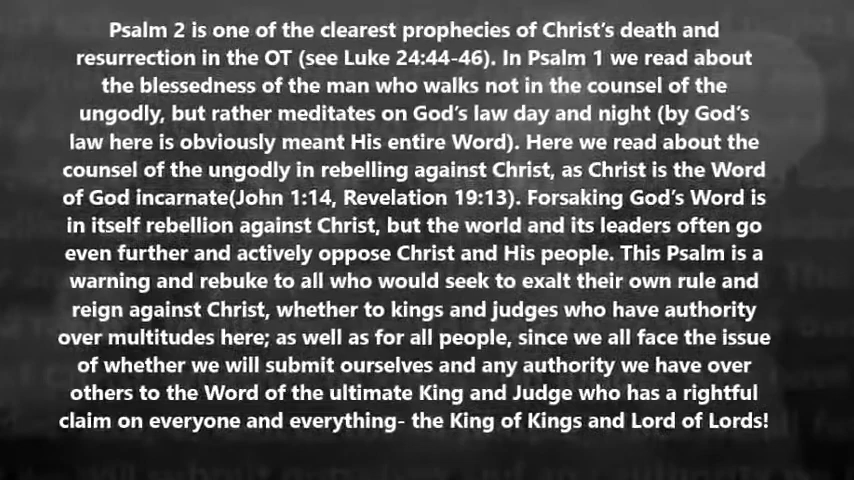 Psalm 2 is one of the clearest prophecies of Christ's death and
resurrection in the OT (see Luke 24:44-46). In Psalm 1 we read about
the blessedness of the man who walks not in the counsel of the
ungodly, but rather meditates on God's law day and night (by God's
law here is obviously meant His entire Word). Here we read about the
counsel of the ungodly in rebelling against Christ, as Christ is the Word
of God incarnate(John 1:14, Revelation 19:13). Forsaking God's Word is
in itself rebellion against Christ, but the world and its leaders often go
even further and actively oppose Christ and His people. This Psalm is a
warning and rebuke to all who would seek to exalt their own rule and
reign against Christ, whether to kings and judges who have authority
over multitudes here; as well as for all people, since we all face the issue
of whether we will submit ourselves and any authority we have over
others to the Word of the ultimate King and Judge who has a rightful
claim on everyone and everything- the King of Kings and Lord of Lords!